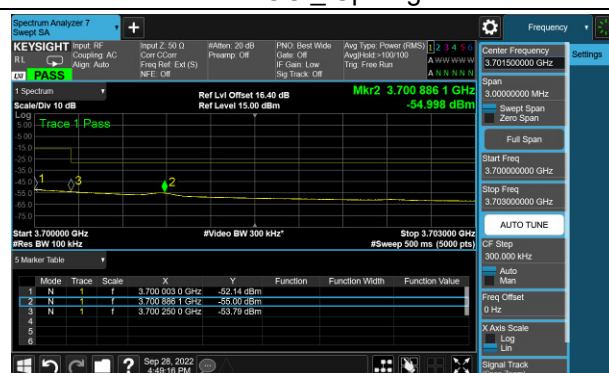 Spectrum Analyzer 7
Swept SA
Frequency
KEYSIGHT
Input: RF
Coupling: AC
Align: Auto
Input Z: 50 Ω
Corr CCorr
Freq Ref: Ext (S)
NFE: Off
#Atten: 20 dB
Preamp: Off
PNO: Best Wide
Gate: Off
IF Gain: Low
Sig Track: Off
Avg Type: Power (RMS)
Avg|Hold:>100/100
Trig: Free Run
1 2 3 4 5 6
A W W W W W
A N N N N N
RL
LXI
PASS
1 Spectrum
Scale/Div 10 dB
Ref Lvl Offset 16.40 dB
Ref Level 15.00 dBm
Mkr2 3.700 886 1 GHz
-54.998 dBm
Log
Trace 1 Pass
5.00
-5.00
-15.0
-25.0
-35.0
-45.0
-55.0
-65.0
-75.0
1
3
2
Start 3.700000 GHz
#Video BW 300 kHz*
Stop 3.703000 GHz
#Res BW 100 kHz
#Sweep 500 ms (5000 pts)
5 Marker Table
Mode Trace Scale X Y Function Function Width Function Value
1 N 1 f 3.700 003 0 GHz -52.14 dBm
2 N 1 f 3.700 886 1 GHz -55.00 dBm
3 N 1 f 3.700 250 0 GHz -53.79 dBm
4
5
6
Sep 28, 2022
4:49:16 PM
Center Frequency
3.701500000 GHz
Settings
Span
3.00000000 MHz
Swept Span
Zero Span
Full Span
Start Freq
3.700000000 GHz
Stop Freq
3.703000000 GHz
AUTO TUNE
CF Step
300.000 kHz
Auto
Man
Freq Offset
0 Hz
X Axis Scale
Log
Lin
Signal Track